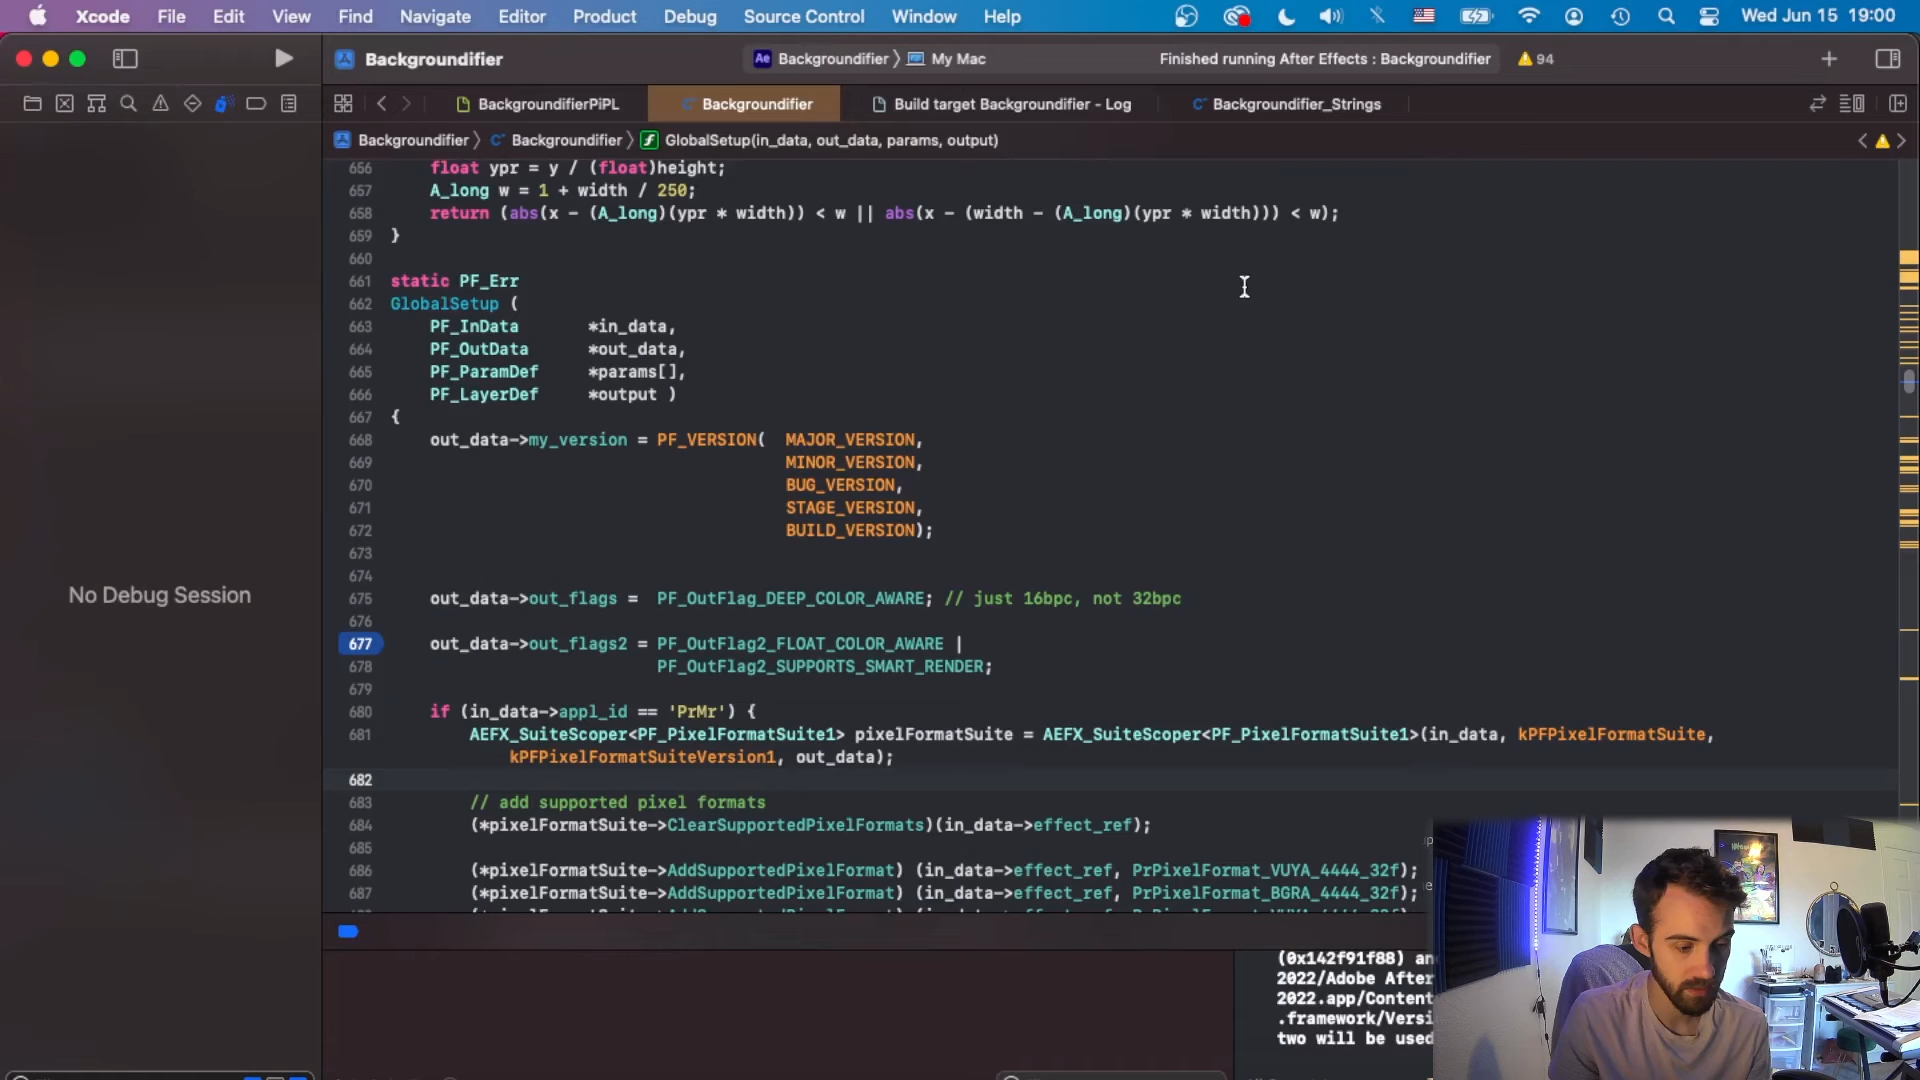 Xcode File Edit View Find Navigate Editor Product Debug Source Control Window Help Wed Jun 15 19:00
Backgroundifier Ae Backgroundifier 〉 My Mac Finished running After Effects : Backgroundifier 94
BackgroundifierPiPL Backgroundifier Build target Backgroundifier - Log Backgroundifier_Strings
Backgroundifier 〉 Backgroundifier 〉 f GlobalSetup(in_data, out_data, params, output)
656 float ypr = y / (float)height;
657 A_long w = 1 + width / 250;
658 return (abs(x - (A_long)(ypr * width)) < w || abs(x - (width - (A_long)(ypr * width))) < w);
659 }
660
661 static PF_Err
662 GlobalSetup (
663 PF_InData *in_data,
664 PF_OutData *out_data,
665 PF_ParamDef *params[],
666 PF_LayerDef *output )
667 {
668 out_data->my_version = PF_VERSION( MAJOR_VERSION,
669 MINOR_VERSION,
670 BUG_VERSION,
671 STAGE_VERSION,
672 BUILD_VERSION);
673
674
675 out_data->out_flags = PF_OutFlag_DEEP_COLOR_AWARE; // just 16bpc, not 32bpc
676
677 out_data->out_flags2 = PF_OutFlag2_FLOAT_COLOR_AWARE |
678 PF_OutFlag2_SUPPORTS_SMART_RENDER;
679
680 if (in_data->appl_id == 'PrMr') {
681 AEFX_SuiteScoper<PF_PixelFormatSuite1> pixelFormatSuite = AEFX_SuiteScoper<PF_PixelFormatSuite1>(in_data, kPFPixelFormatSuite,
kPFPixelFormatSuiteVersion1, out_data);
682
683 // add supported pixel formats
684 (*pixelFormatSuite->ClearSupportedPixelFormats)(in_data->effect_ref);
685
686 (*pixelFormatSuite->AddSupportedPixelFormat) (in_data->effect_ref, PrPixelFormat_VUYA_4444_32f);
687 (*pixelFormatSuite->AddSupportedPixelFormat) (in_data->effect_ref, PrPixelFormat_BGRA_4444_32f);
No Debug Session
(0x142f91f88) an
2022/Adobe After
2022.app/Content
.framework/Versi
two will be used